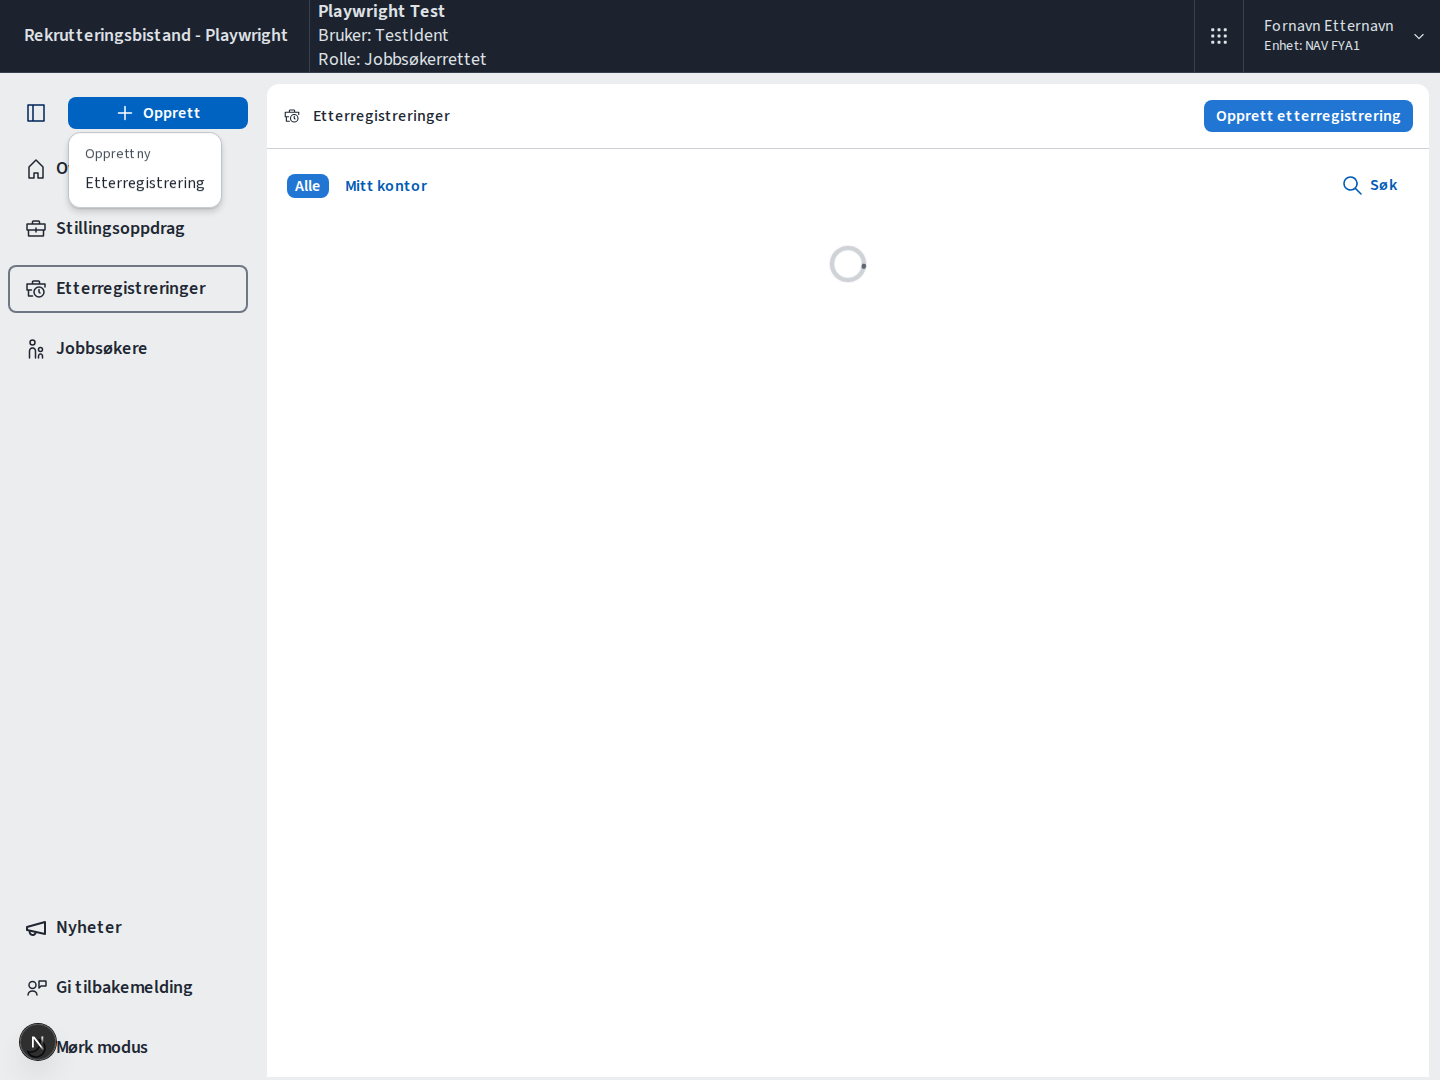 Rekrutteringsbistand - Playwright
Playwright Test
Bruker: TestIdent
Rolle: Jobbsøkerrettet
Fornavn Etternavn
Enhet: NAV FYA1
Opprett
Opprett ny
Etterregistrering
Stillingsoppdrag
Etterregistreringer
Jobbsøkere
Nyheter
Gi tilbakemelding
N
Mørk modus
Etterregistreringer
Opprett etterregistrering
Alle
Mitt kontor
Søk